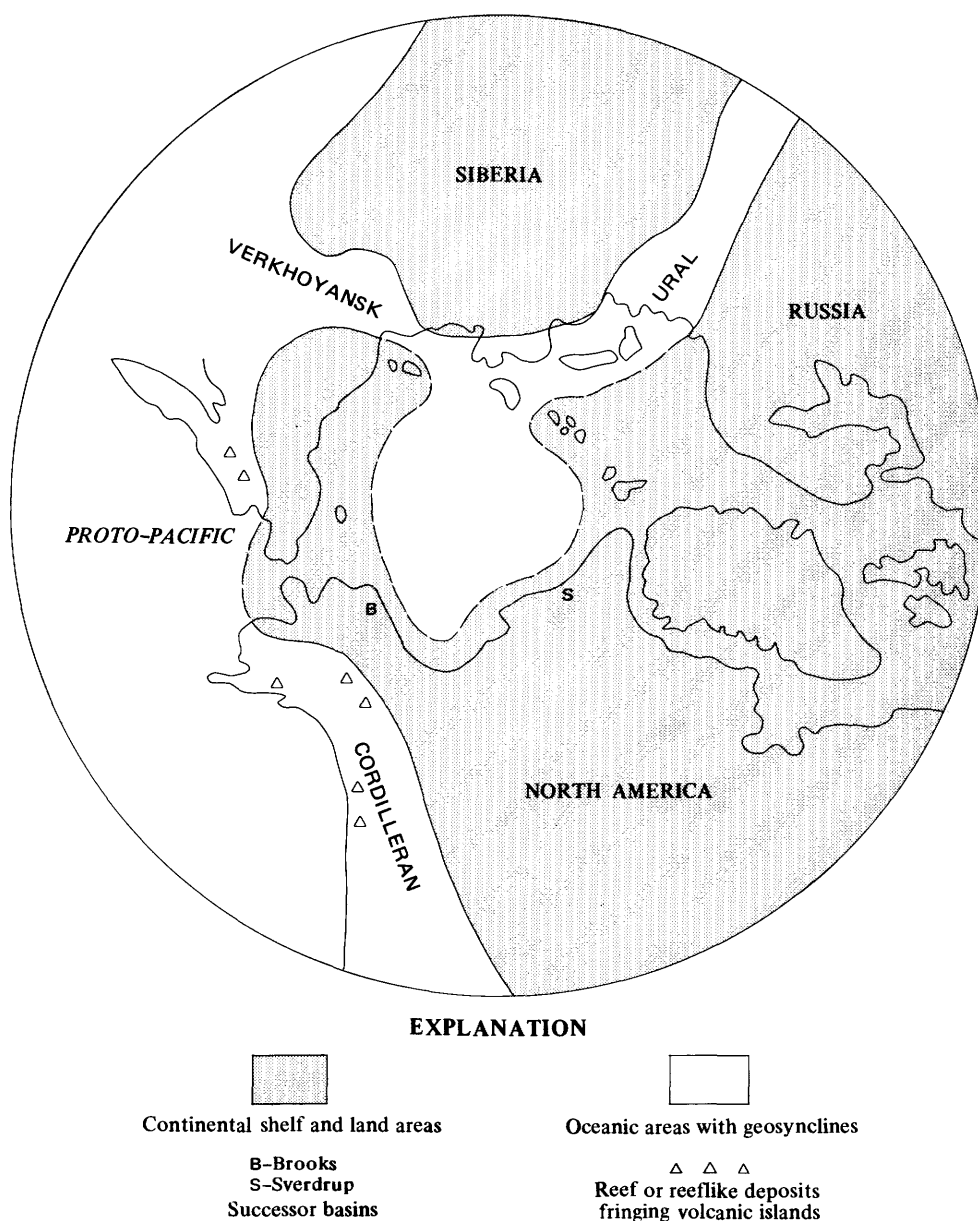 SIBERIA
VERKHOYANSK
URAL
RUSSIA
PROTO-PACIFIC
B
S
CORDILLERAN
NORTH AMERICA
EXPLANATION
Continental shelf and land areas
Oceanic areas with geosynclines
B-Brooks
S-Sverdrup
Successor basins
Reef or reeflike deposits
fringing volcanic islands